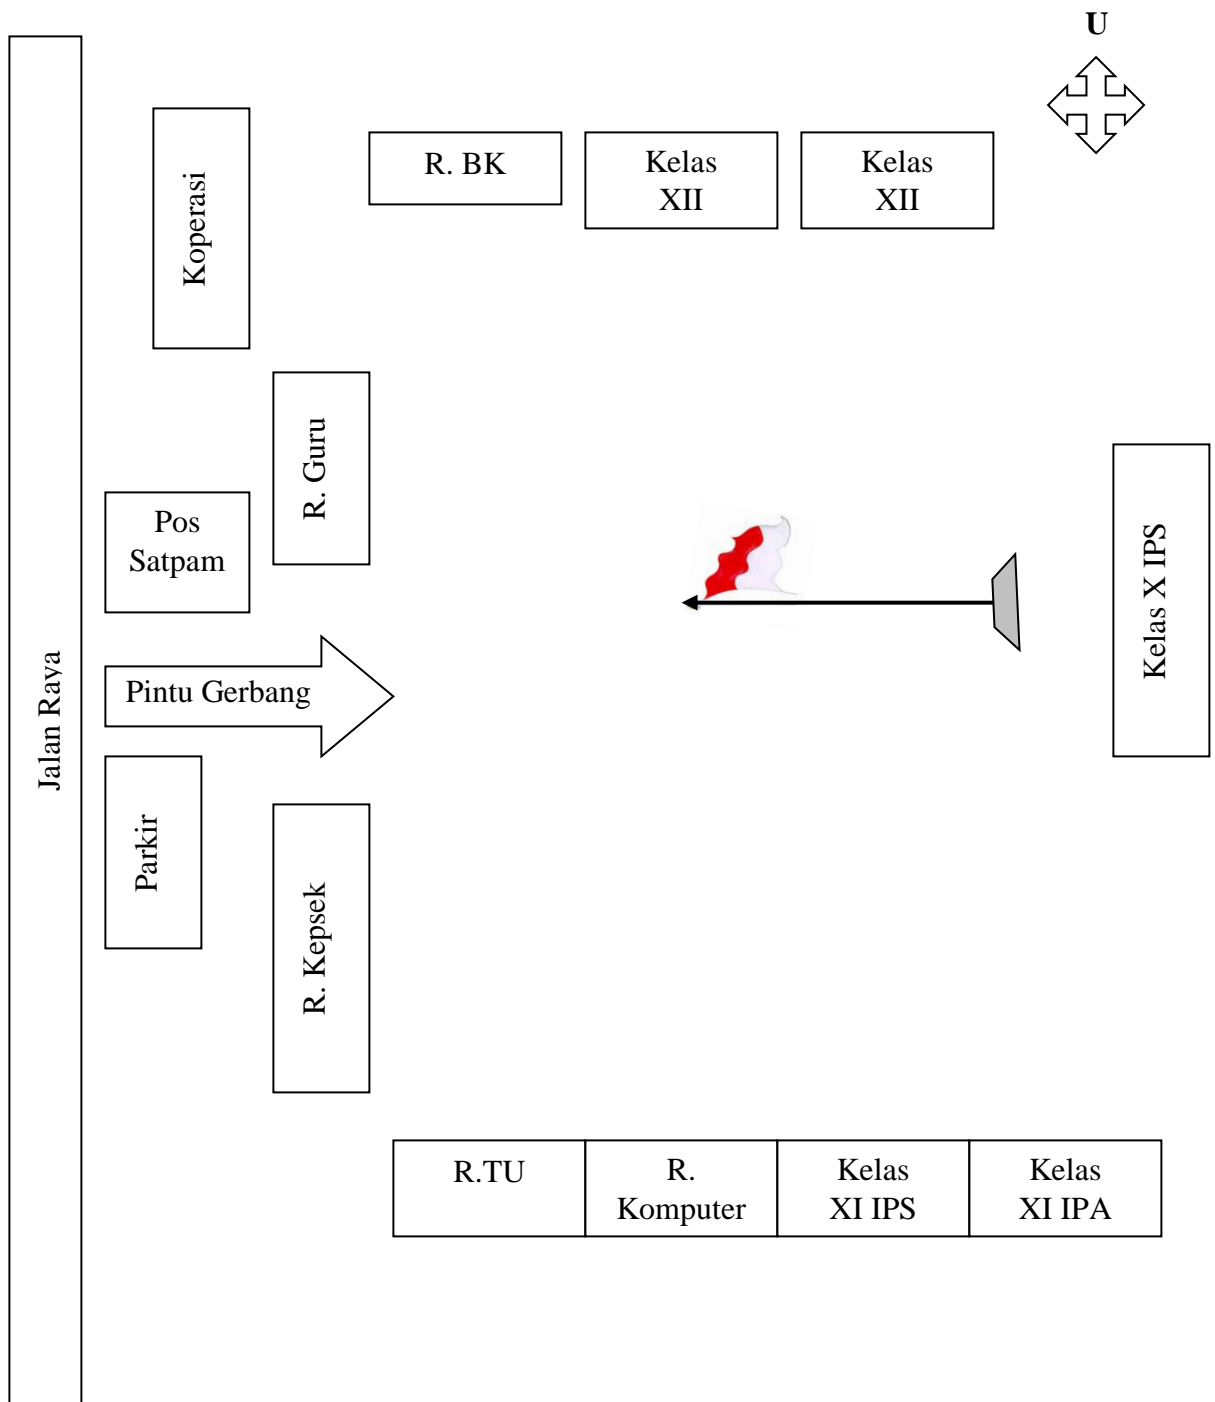 U
R. BK
Kelas
XII
Kelas
XII
Koperasi
R. Guru
Pos
Satpam
Kelas X IPS
Pintu Gerbang
Jalan Raya
Parkir
R. Kepsek
R.TU
R.
Komputer
Kelas
XI IPS
Kelas
XI IPA